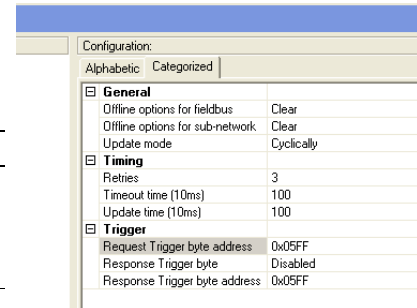 Configuration:
Alphabetic Categorized
General
Offline options for fieldbus Clear
Offline options for sub-network Clear
Update mode Cyclically
Timing
Retries 3
Timeout time (10ms) 100
Update time (10ms) 100
Trigger
Request Trigger byte address 0x05FF
Response Trigger byte Disabled
Response Trigger byte address 0x05FF